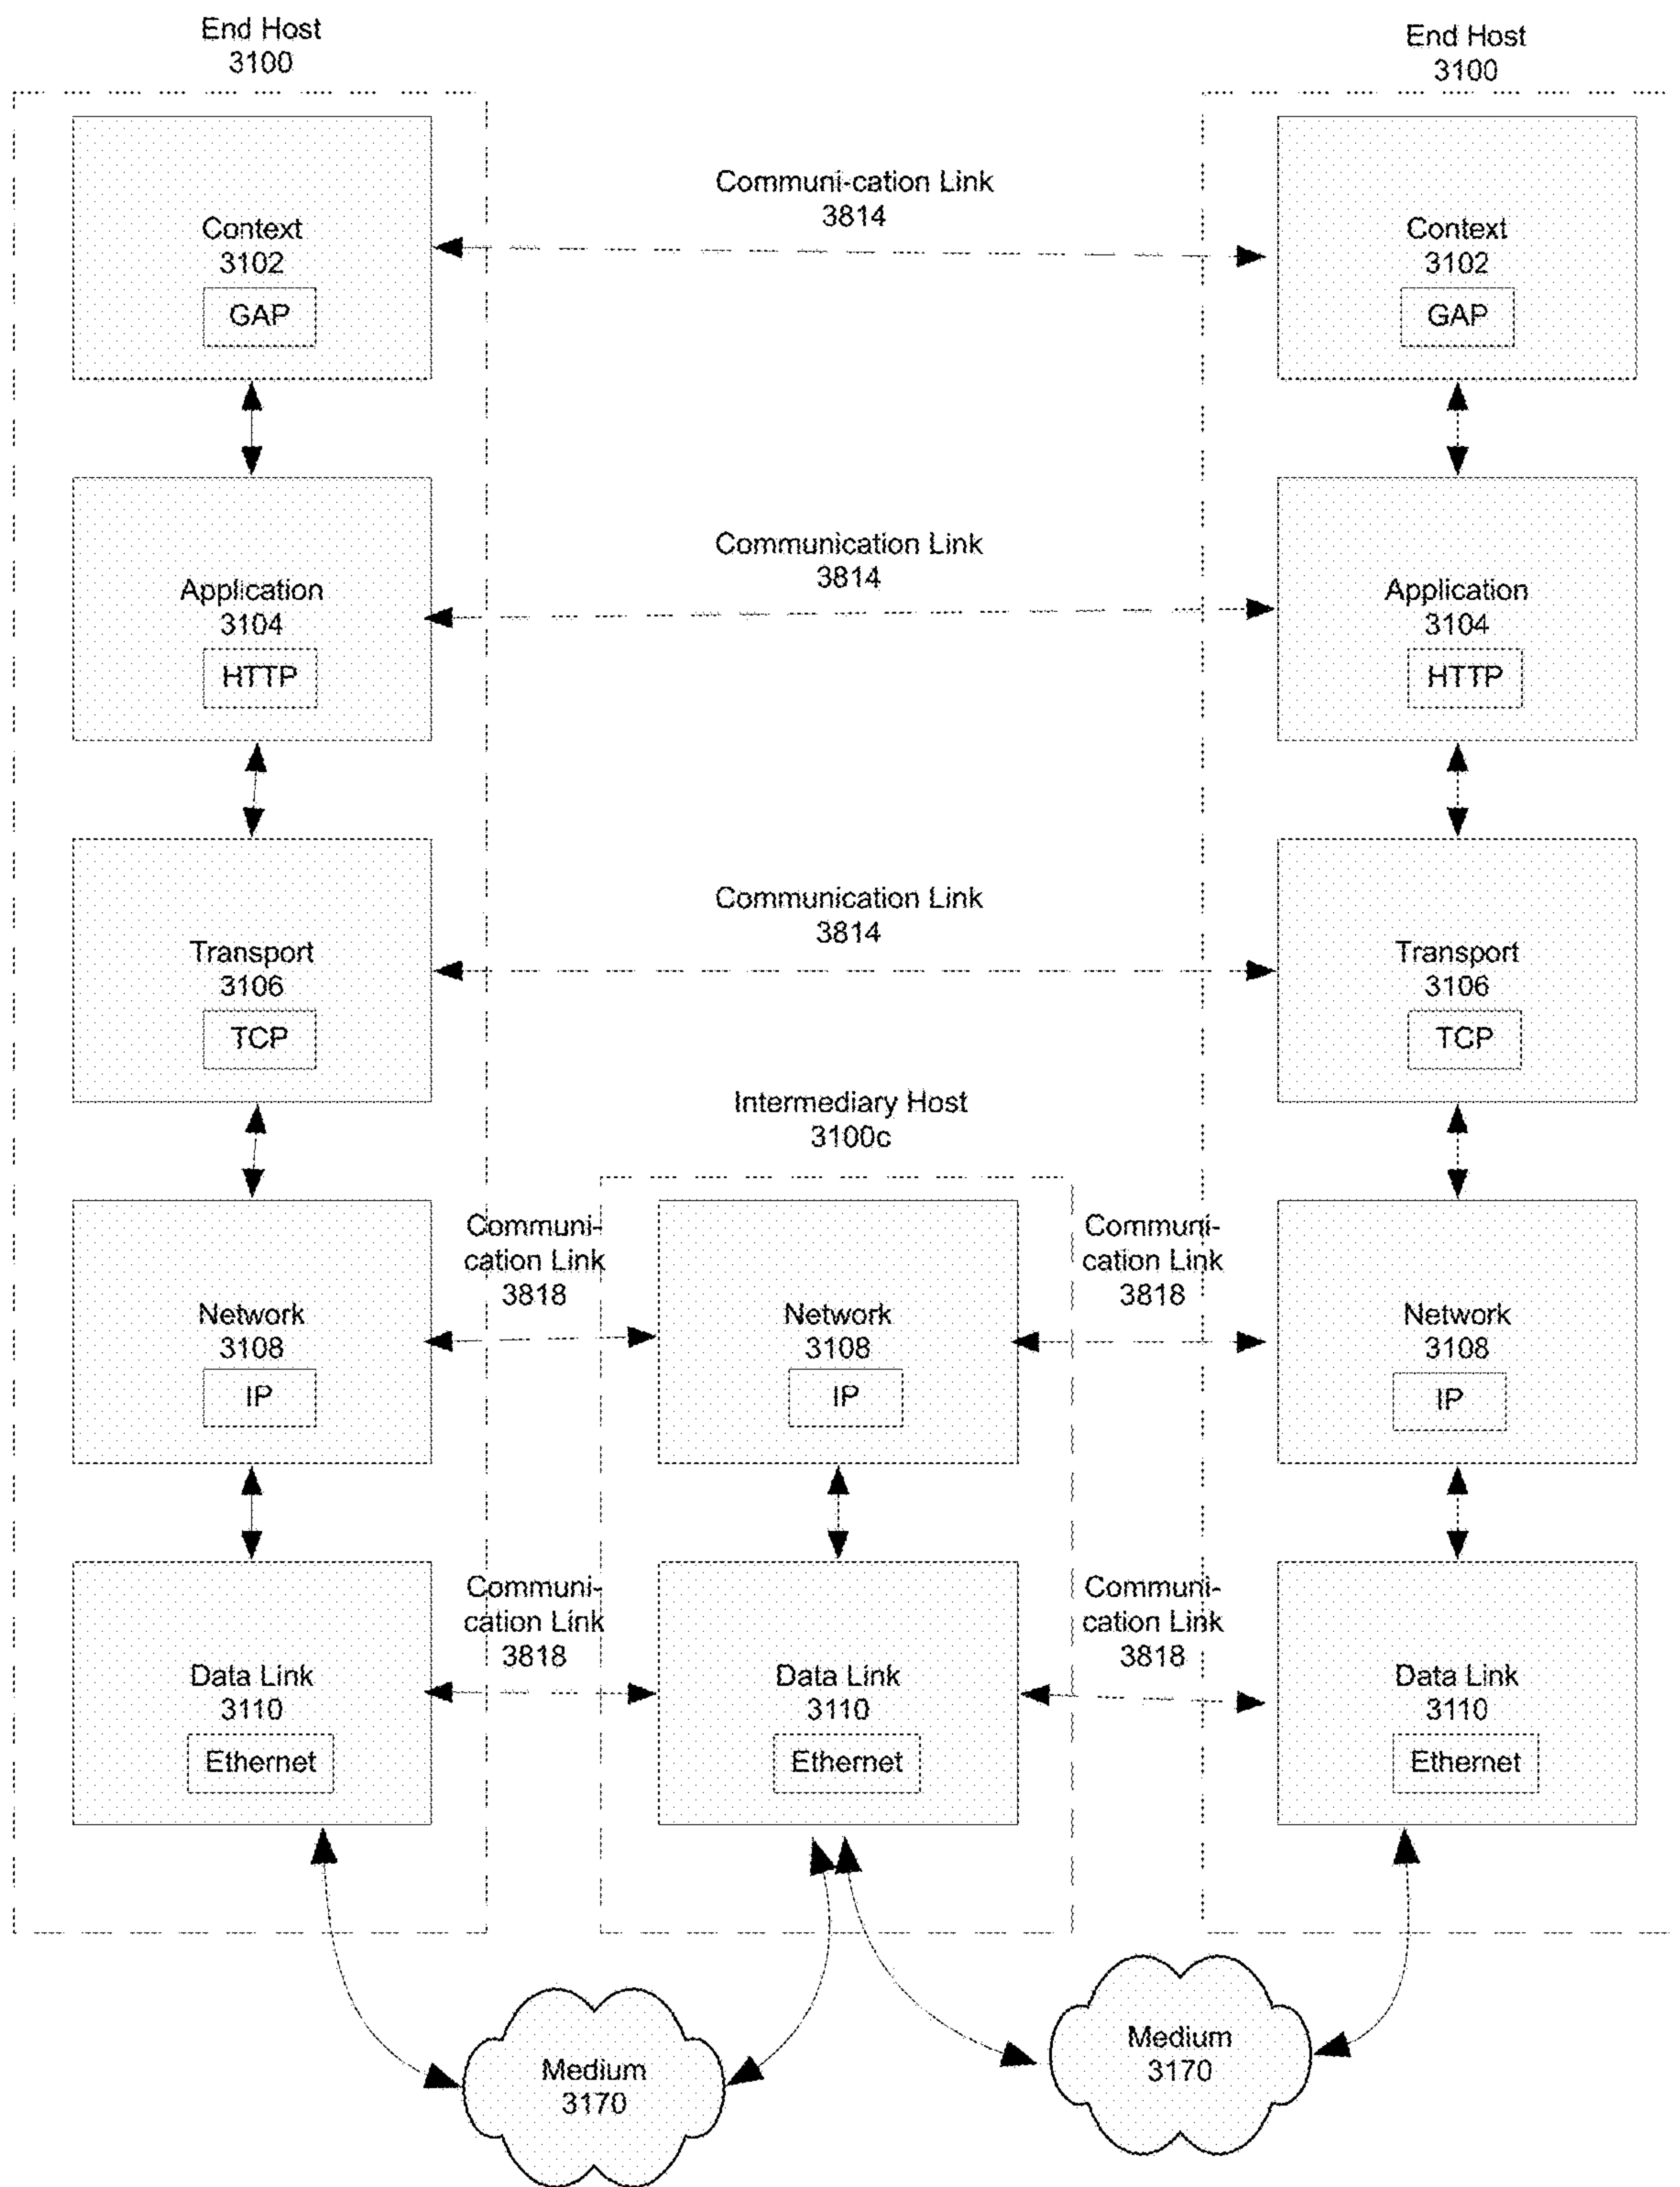 End Host
3100
End Host
3100
Context
3102
GAP
Communi-cation Link
3814
Context
3102
GAP
Application
3104
HTTP
Communication Link
3814
Application
3104
HTTP
Transport
3106
TCP
Communication Link
3814
Transport
3106
TCP
Intermediary Host
3100c
Network
3108
IP
Communi-
cation Link
3818
Network
3108
IP
Communi-
cation Link
3818
Network
3108
IP
Data Link
3110
Ethernet
Communi-
cation Link
3818
Data Link
3110
Ethernet
Communi-
cation Link
3818
Data Link
3110
Ethernet
Medium
3170
Medium
3170